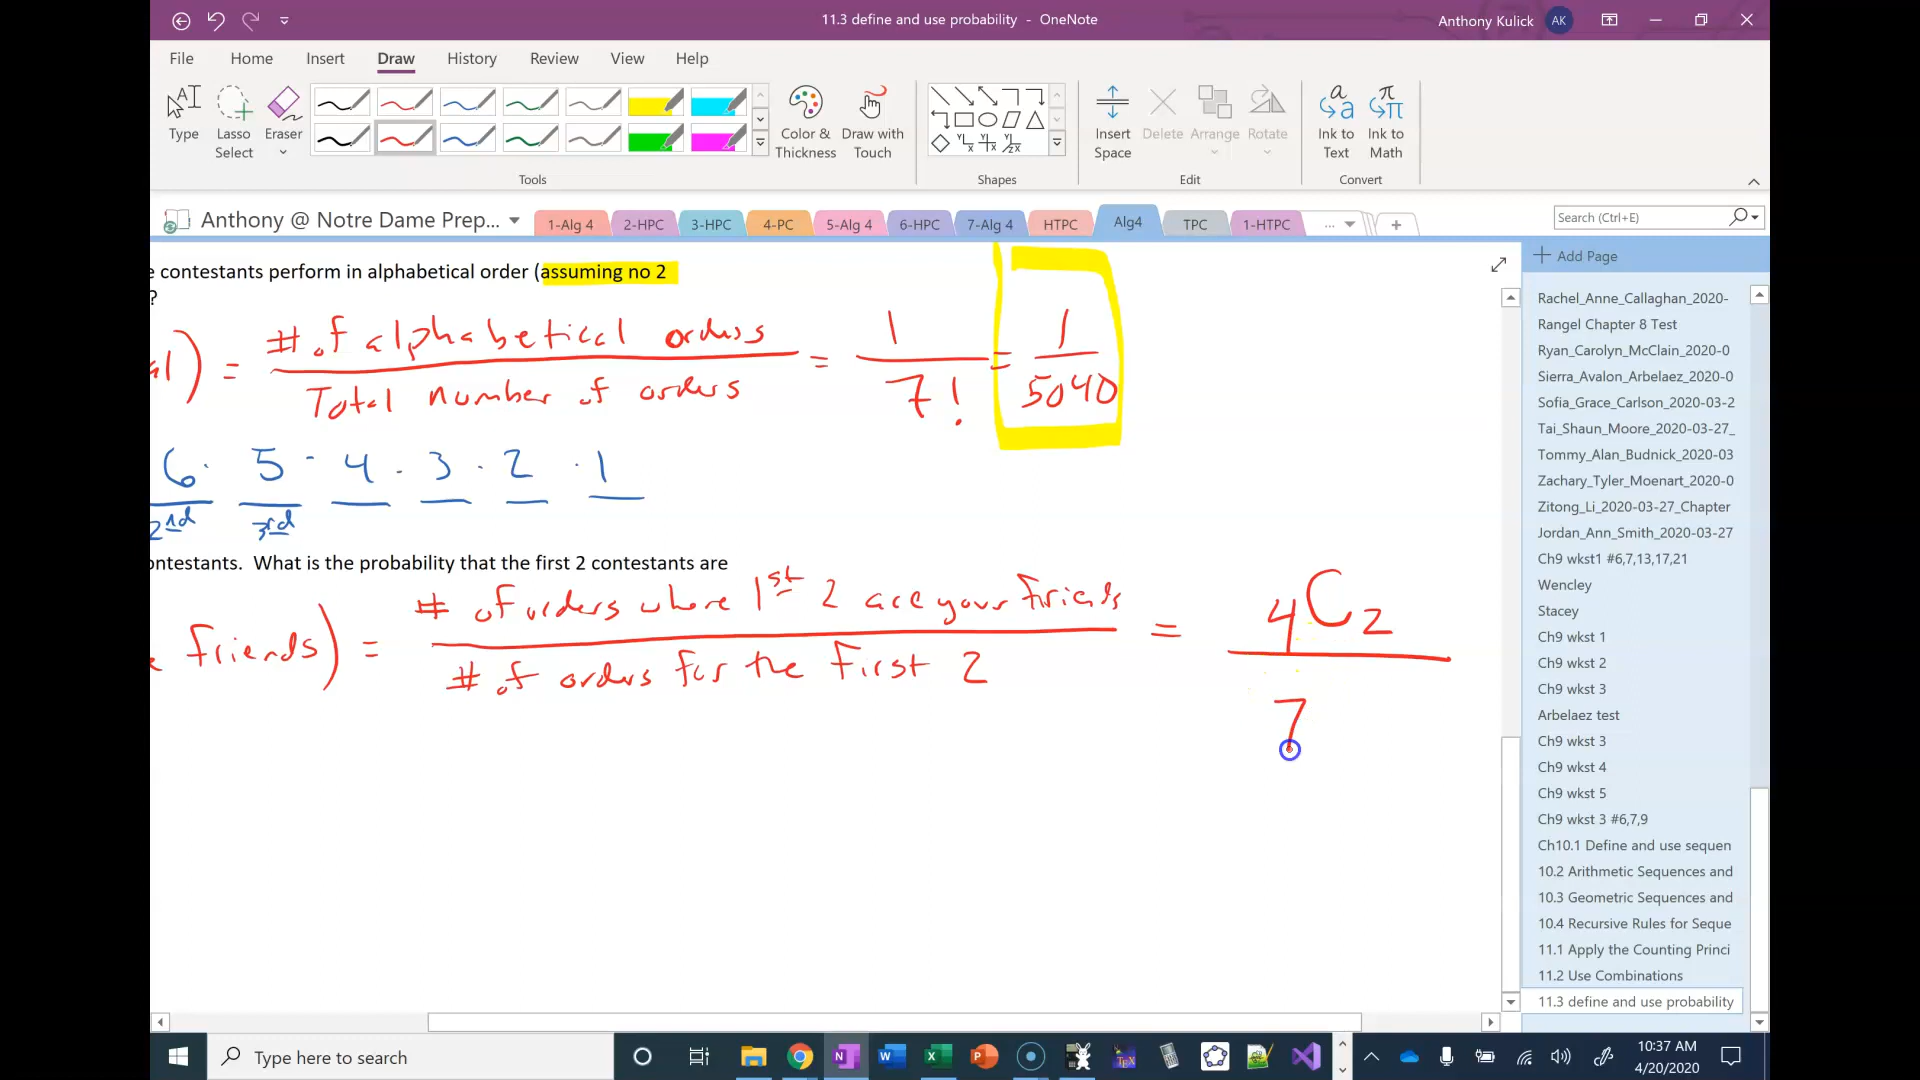 11.3 define and use probability - OneNote
Anthony Kulick AK
File Home Insert Draw History Review View Help
Type
Lasso Select
Eraser
Color & Thickness
Draw with Touch
Insert Space
Delete
Arrange
Rotate
Ink to Text
Ink to Math
Tools Shapes Edit Convert
Anthony @ Notre Dame Prep...
1-Alg 4 2-HPC 3-HPC 4-PC 5-Alg 4 6-HPC 7-Alg 4 HTPC Alg4 TPC 1-HTPC ...
Search (Ctrl+E)
e contestants perform in alphabetical order (assuming no 2
?
al) = # of alphabetical orders / Total number of orders = 1 / 7! = 1 / 5040
6 · 5 · 4 · 3 · 2 · 1
2nd 3rd
ontestants. What is the probability that the first 2 contestants are
e friends) = # of orders where 1st 2 are your friends / # of orders for the first 2 = 4C2 / 7
Add Page
Rachel_Anne_Callaghan_2020-
Rangel Chapter 8 Test
Ryan_Carolyn_McClain_2020-0
Sierra_Avalon_Arbelaez_2020-0
Sofia_Grace_Carlson_2020-03-2
Tai_Shaun_Moore_2020-03-27_
Tommy_Alan_Budnick_2020-03
Zachary_Tyler_Moenart_2020-0
Zitong_Li_2020-03-27_Chapter
Jordan_Ann_Smith_2020-03-27
Ch9 wkst1 #6,7,13,17,21
Wencley
Stacey
Ch9 wkst 1
Ch9 wkst 2
Ch9 wkst 3
Arbelaez test
Ch9 wkst 3
Ch9 wkst 4
Ch9 wkst 5
Ch9 wkst 3 #6,7,9
Ch10.1 Define and use sequen
10.2 Arithmetic Sequences and
10.3 Geometric Sequences and
10.4 Recursive Rules for Seque
11.1 Apply the Counting Princi
11.2 Use Combinations
11.3 define and use probability
Type here to search
10:37 AM
4/20/2020